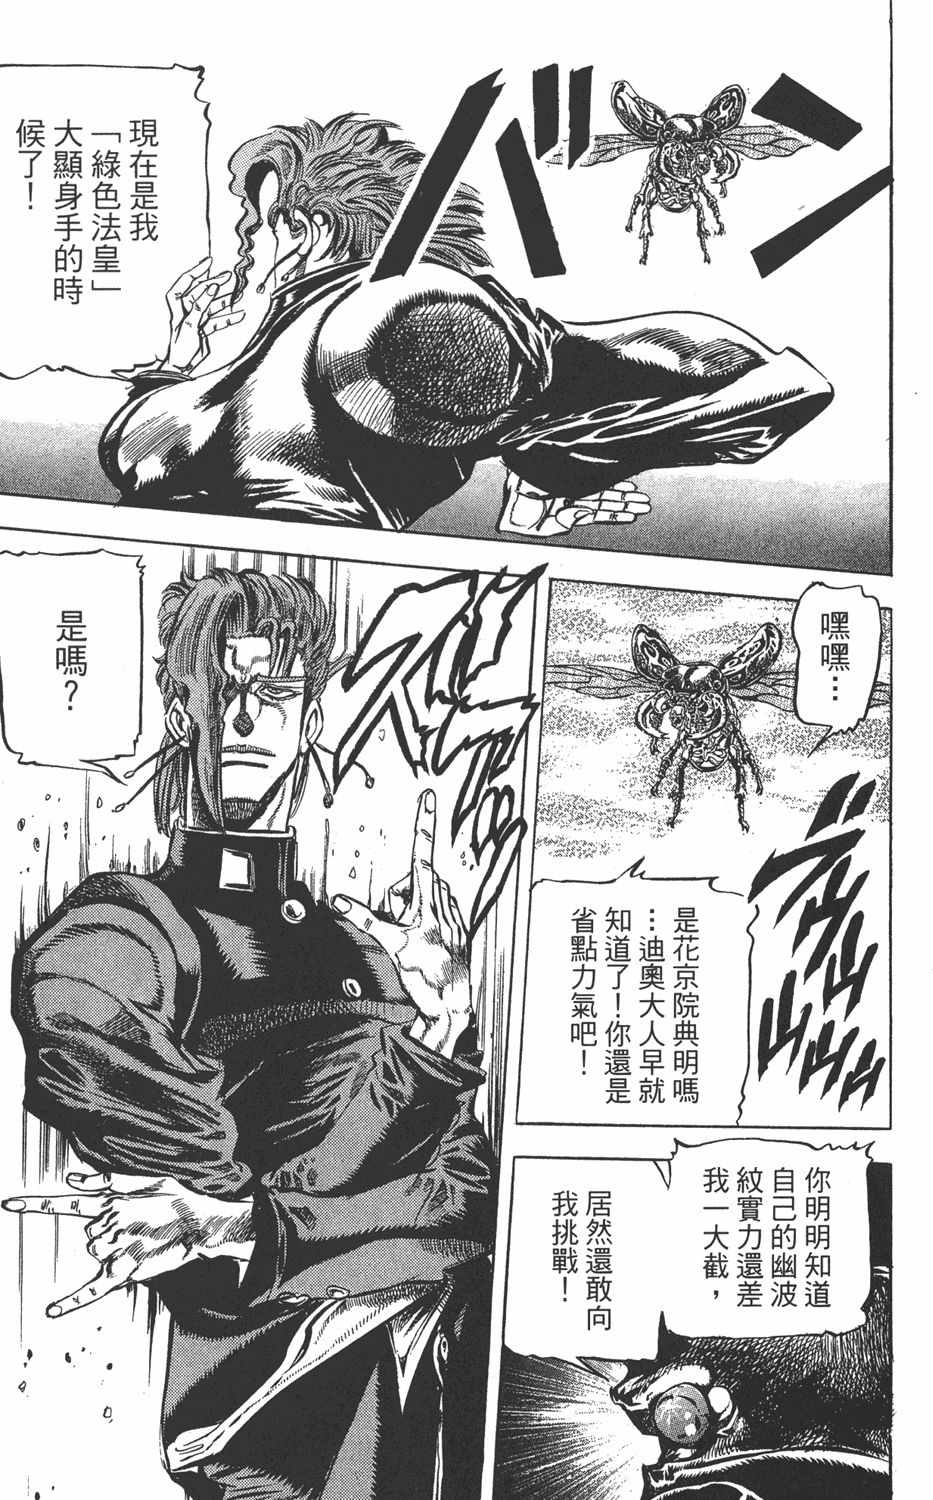 バーン
現在是我
「綠色法皇」
大顯身手的時
候了！
嘿嘿…
ブ
是花京院典明嗎
…迪奧大人早就
知道了！你還是
省點力氣吧！
是嗎？
你明明知道
自己的幽波
紋實力還差
我一大截，
居然還敢向
我挑戰！